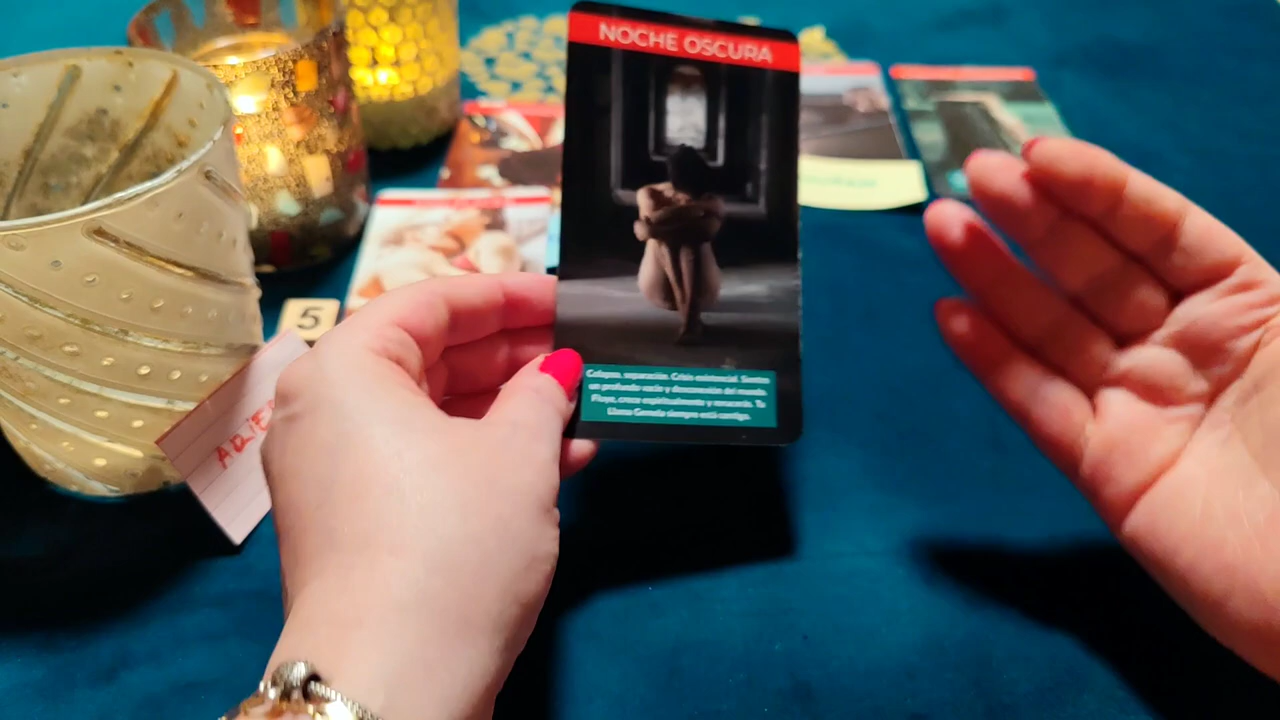 NOCHE OSCURA
Colapso, separación. Crisis existencial. Sientes
un profundo vacío y desconexión del mundo.
Fluye, crece espiritualmente y renacerás. Tu
Llama Gemela siempre está contigo.
5
ARIES